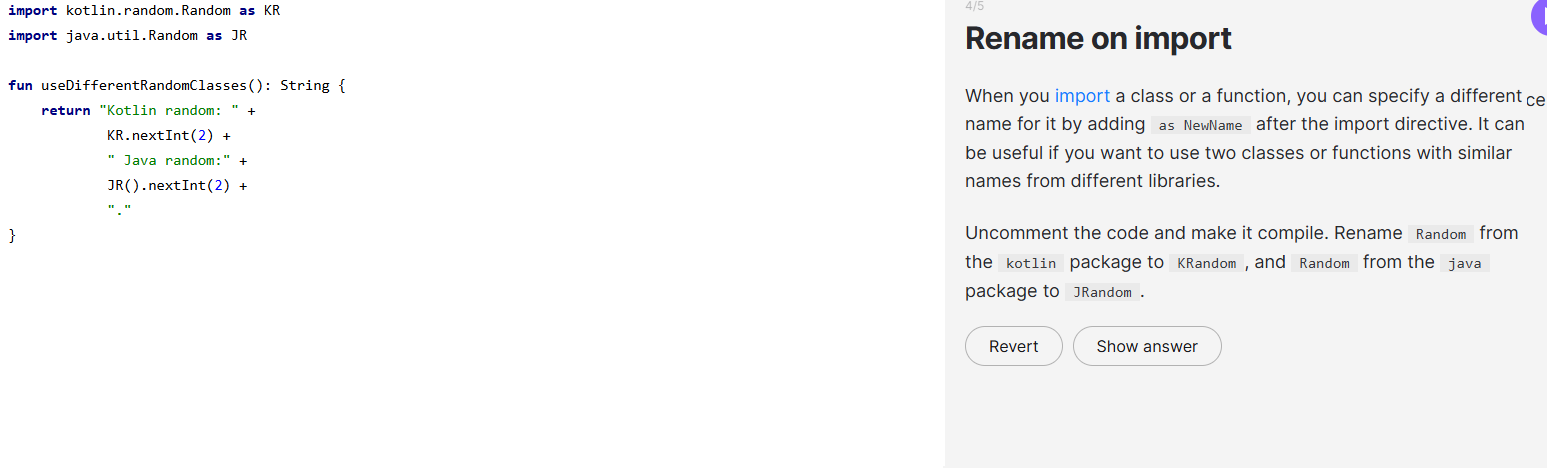 import kotlin.random.Random as KR
import java.util.Random as JR
fun useDifferentRandomClasses(): String {
return "Kotlin random: " +
KR.nextInt(2) +
" Java random:" +
JR().nextInt(2) +
"."
}
4/5
Rename on import
When you import a class or a function, you can specify a different
ce
name for it by adding as NewName after the import directive. It can
be useful if you want to use two classes or functions with similar
names from different libraries.
Uncomment the code and make it compile. Rename Random from
the kotlin package to KRandom , and Random from the java
package to JRandom .
Revert
Show answer